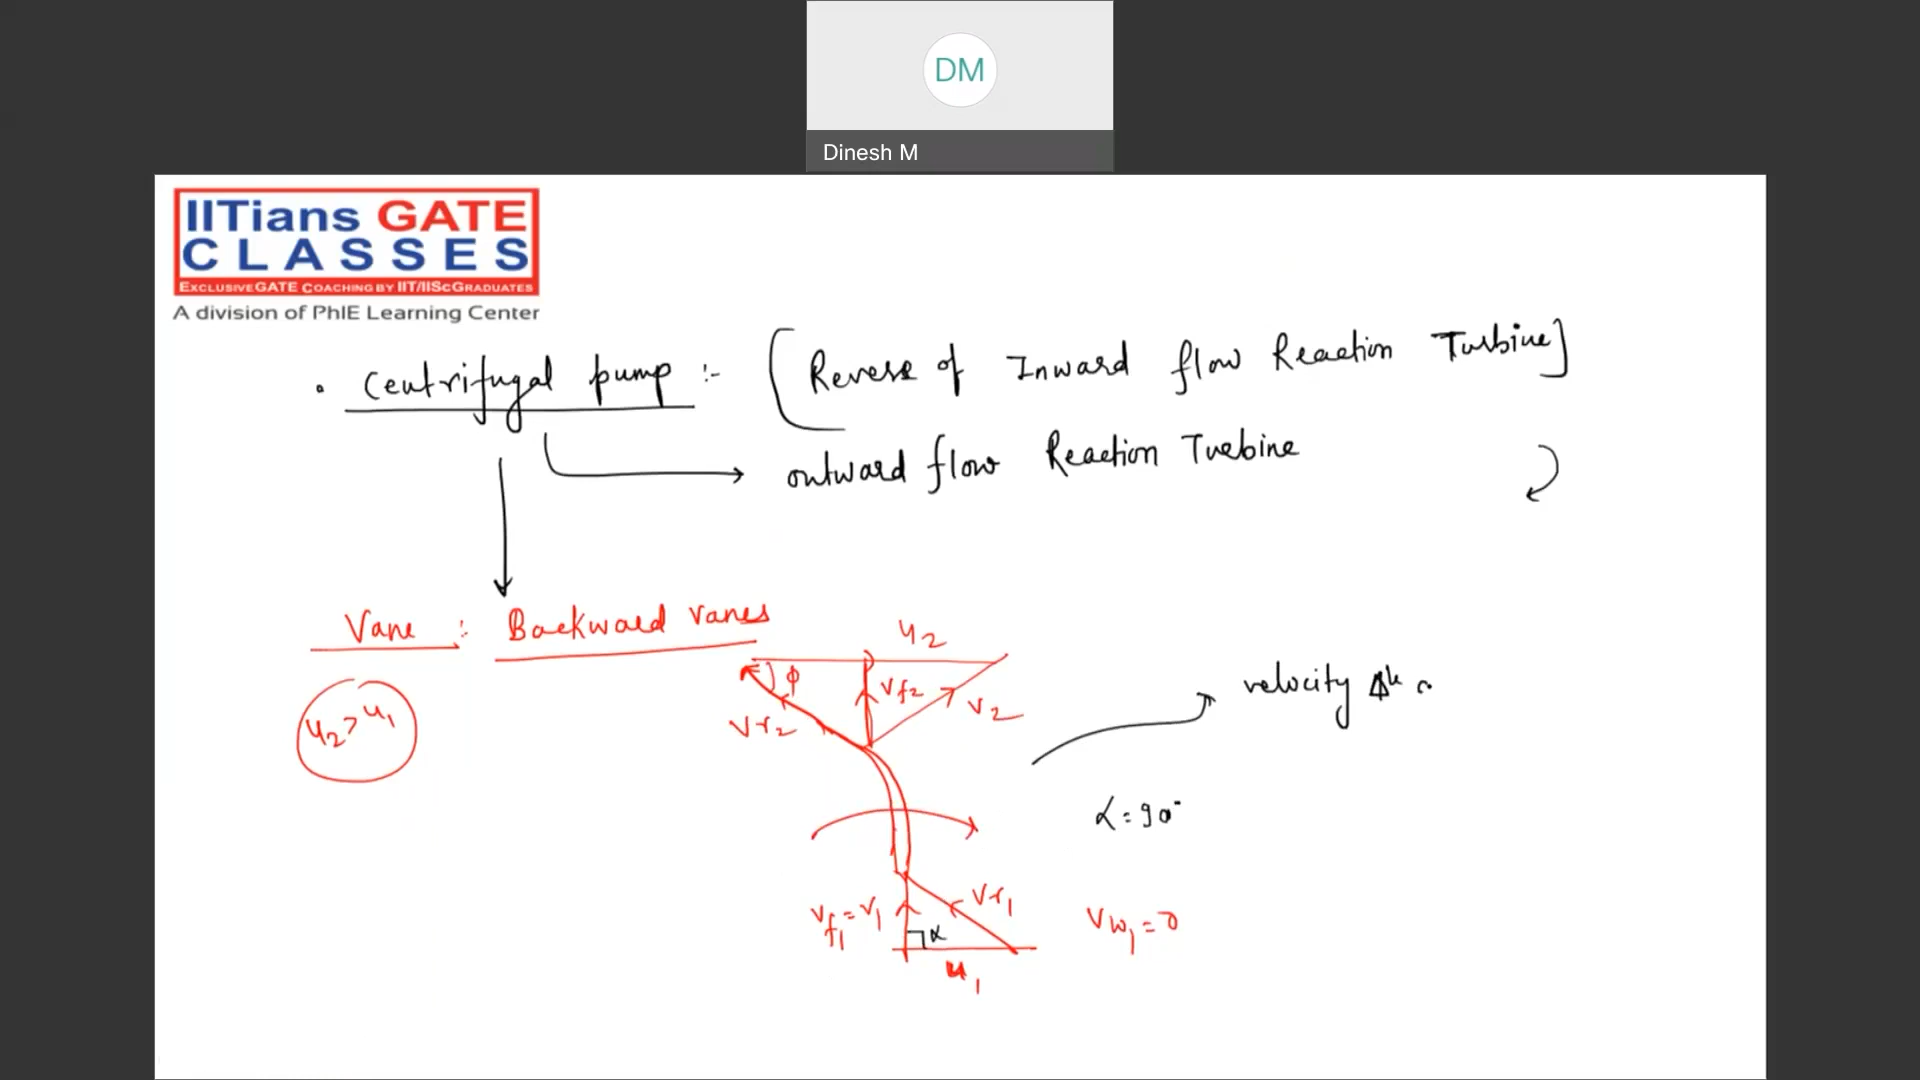 DM
Dinesh M
IITians GATE
CLASSES
EXCLUSIVE GATE COACHING BY IIT/IISc GRADUATES
A division of PhIE Learning Center
• Centrifugal pump :- [Reverse of Inward flow Reaction Turbine]
outward flow Reaction Turbine
Vane : Backward vanes
u2 > u1
u2
ϕ
Vf2
V2
Vr2
velocity Δle
α = 90°
Vf1 = V1
Vr1
α
Vw1 = 0
u1